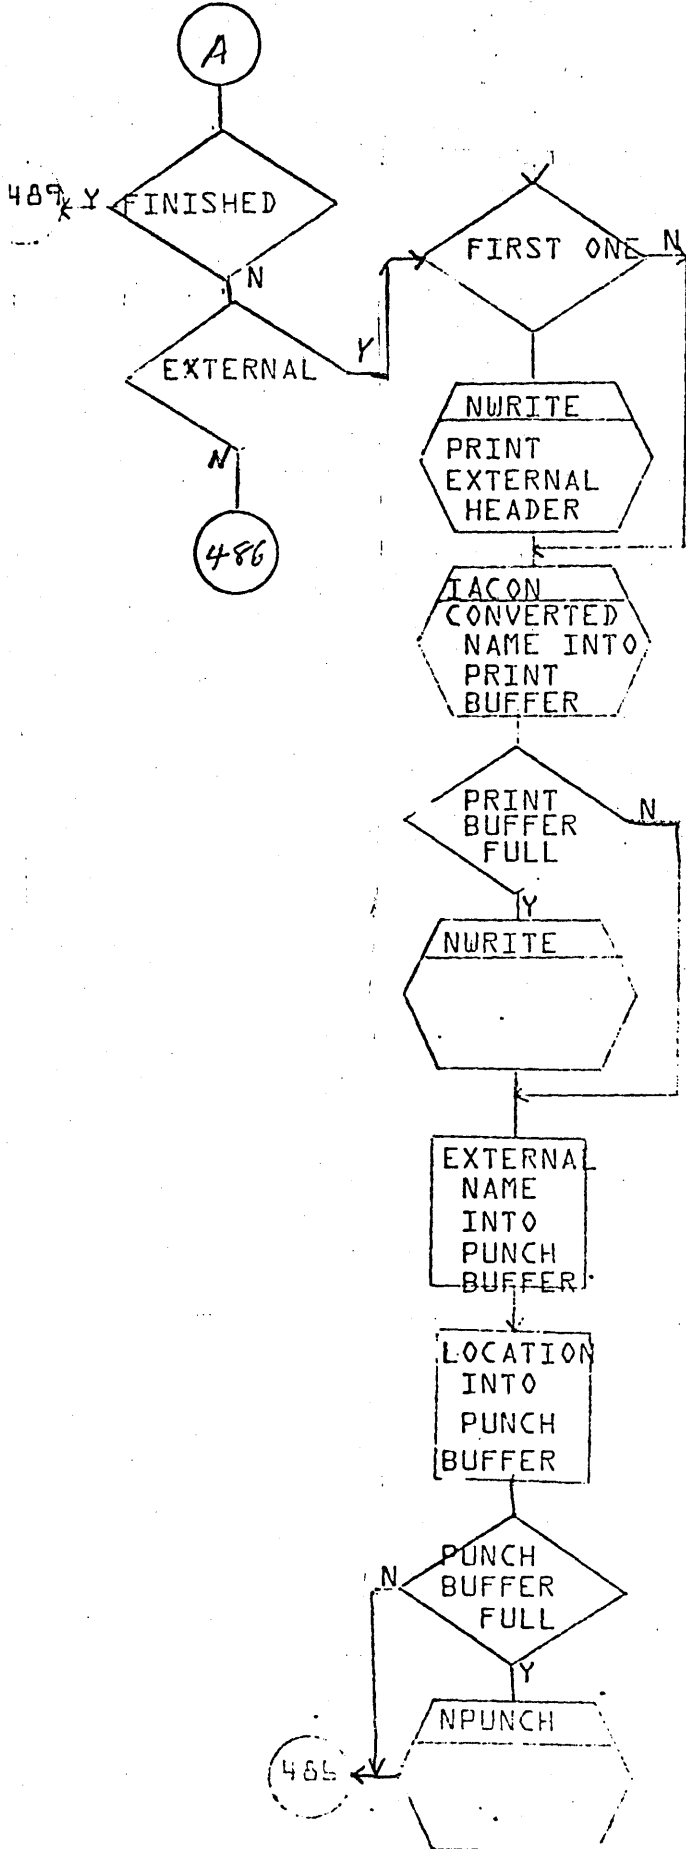 A
489 Y FINISHED
N
EXTERNAL Y
N
486
FIRST ONE N
NWRITE
PRINT
EXTERNAL
HEADER
IACON
CONVERTED
NAME INTO
PRINT
BUFFER
PRINT
BUFFER
FULL
N
Y
NWRITE
EXTERNAL
NAME
INTO
PUNCH
BUFFER
LOCATION
INTO
PUNCH
BUFFER
PUNCH
BUFFER
FULL
N
Y
NPUNCH